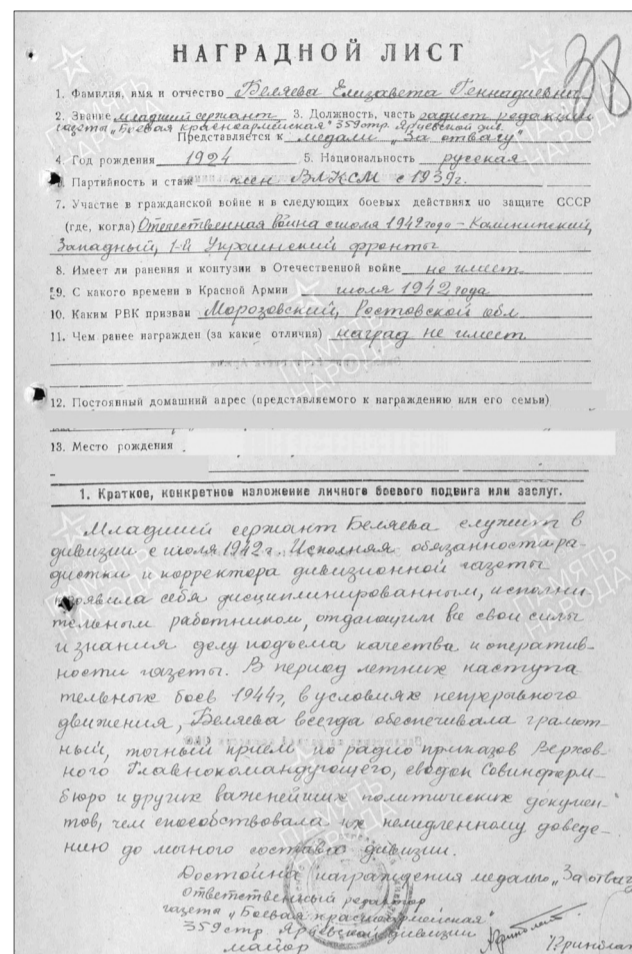 38
НАГРАДНОЙ ЛИСТ
1. Фамилия, имя и отчество Беляева Елизавета Геннадиевна
2. Звание младший сержант 3. Должность, часть радист редакции
газеты „Боевая красноармейская" 359 стр. Ярцевской див.
Представляется к медали „За отвагу"
4. Год рождения 1924 5. Национальность русская
6. Партийность и стаж член ВЛКСМ с 1939 г.
7. Участие в гражданской войне и в следующих боевых действиях по защите СССР
(где, когда) Отечественная война с июля 1942 года – Калининский,
Западный, 1-й Украинский фронты
8. Имеет ли ранения и контузии в Отечественной войне не имеет
9. С какого времени в Красной Армии с июля 1942 года
10. Каким РВК призван Морозовский, Ростовской обл
11. Чем ранее награжден (за какие отличия) наград не имеет.
12. Постоянный домашний адрес (представляемого к награждению или его семьи)
13. Место рождения
1. Краткое, конкретное изложение личного боевого подвига или заслуг.
Младший сержант Беляева служит в
дивизии с июля 1942 г. Исполняя обязанности ра-
дистки и корректора дивизионной газеты
проявила себя дисциплинированным, исполни
тельным работником, отдающим все свои силы
и знания делу подъема качества и оператив-
ности газеты. В период летних наступа
тельных боев 1944 г, в условиях непрерывного
движения, Беляева всегда обеспечивала грамот-
ный, точный прием по радио приказов Верхов-
ного Главнокомандующего, сводок Совинформ-
бюро и других важнейших политических докумен-
тов, чем способствовала их немедленному доведе-
нию до личного состава дивизии.
Достойна награждения медалью „За отвагу
Ответственный редактор
газета „Боевая красноармейская"
359 стр Ярцевской дивизии
майор
ПАМЯТЬ НАРОДА